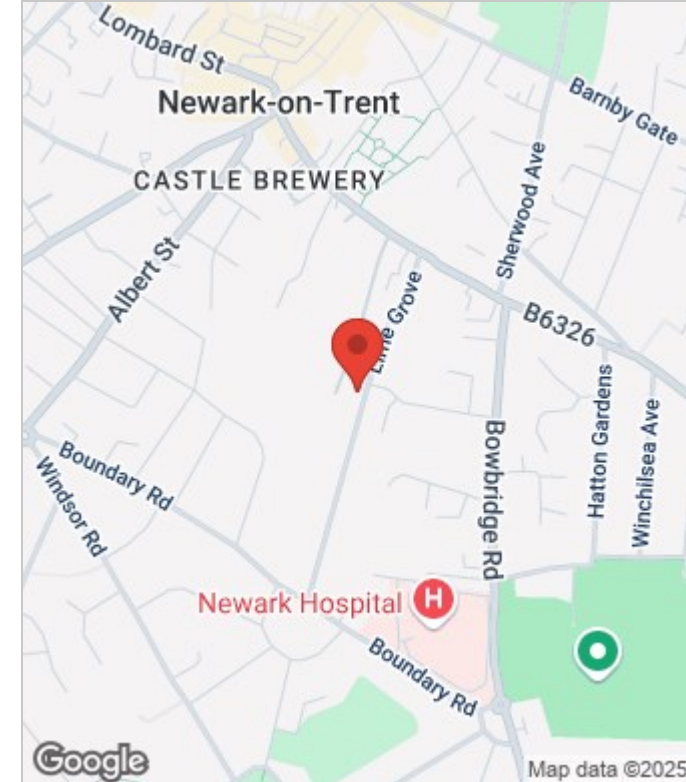 Lombard St
Newark-on-Trent
Barnby Gate
CASTLE BREWERY
Sherwood Ave
Albert St
Lime Grove
B6326
Hatton Gardens
Winchilsea Ave
Bowbridge Rd
Boundary Rd
Windsor Rd
Newark Hospital
H
Boundary Rd
Google
Map data ©2025